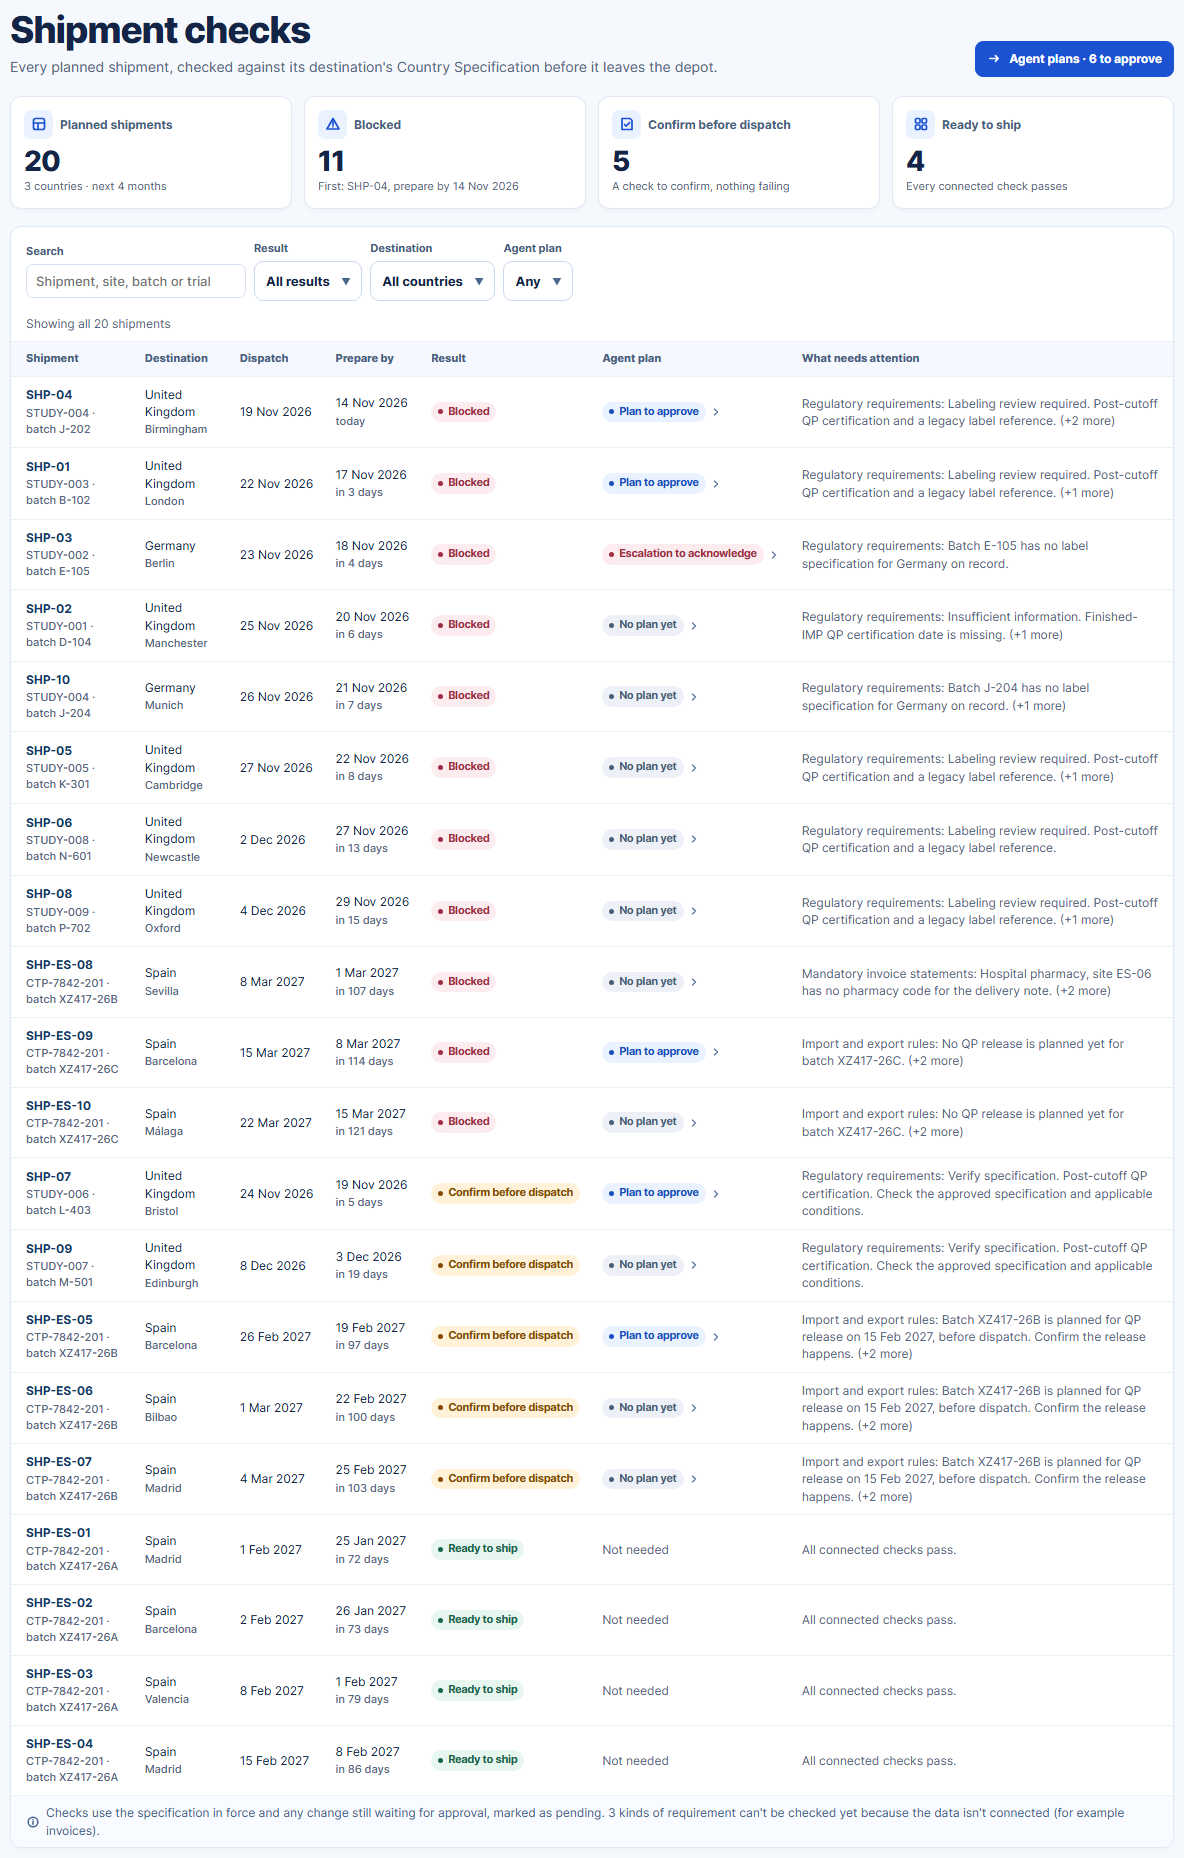 Shipment checks
Every planned shipment, checked against its destination's Country Specification before it leaves the depot.
→ Agent plans · 6 to approve
Planned shipments
20
3 countries · next 4 months
Blocked
11
First: SHP-04, prepare by 14 Nov 2026
Confirm before dispatch
5
A check to confirm, nothing failing
Ready to ship
4
Every connected check passes
Search
Shipment, site, batch or trial
Result
All results ▼
Destination
All countries ▼
Agent plan
Any ▼
Showing all 20 shipments
Shipment Destination Dispatch Prepare by Result Agent plan What needs attention
SHP-04
STUDY-004 ·
batch J-202
United
Kingdom
Birmingham
19 Nov 2026
14 Nov 2026
today
Blocked
Plan to approve
Regulatory requirements: Labeling review required. Post-cutoff
QP certification and a legacy label reference. (+2 more)
SHP-01
STUDY-003 ·
batch B-102
United
Kingdom
London
22 Nov 2026
17 Nov 2026
in 3 days
Blocked
Plan to approve
Regulatory requirements: Labeling review required. Post-cutoff
QP certification and a legacy label reference. (+1 more)
SHP-03
STUDY-002 ·
batch E-105
Germany
Berlin
23 Nov 2026
18 Nov 2026
in 4 days
Blocked
Escalation to acknowledge
Regulatory requirements: Batch E-105 has no label
specification for Germany on record.
SHP-02
STUDY-001 ·
batch D-104
United
Kingdom
Manchester
25 Nov 2026
20 Nov 2026
in 6 days
Blocked
No plan yet
Regulatory requirements: Insufficient information. Finished-
IMP QP certification date is missing. (+1 more)
SHP-10
STUDY-004 ·
batch J-204
Germany
Munich
26 Nov 2026
21 Nov 2026
in 7 days
Blocked
No plan yet
Regulatory requirements: Batch J-204 has no label
specification for Germany on record. (+1 more)
SHP-05
STUDY-005 ·
batch K-301
United
Kingdom
Cambridge
27 Nov 2026
22 Nov 2026
in 8 days
Blocked
No plan yet
Regulatory requirements: Labeling review required. Post-cutoff
QP certification and a legacy label reference. (+1 more)
SHP-06
STUDY-008 ·
batch N-601
United
Kingdom
Newcastle
2 Dec 2026
27 Nov 2026
in 13 days
Blocked
No plan yet
Regulatory requirements: Labeling review required. Post-cutoff
QP certification and a legacy label reference.
SHP-08
STUDY-009 ·
batch P-702
United
Kingdom
Oxford
4 Dec 2026
29 Nov 2026
in 15 days
Blocked
No plan yet
Regulatory requirements: Labeling review required. Post-cutoff
QP certification and a legacy label reference. (+1 more)
SHP-ES-08
CTP-7842-201 ·
batch XZ417-26B
Spain
Sevilla
8 Mar 2027
1 Mar 2027
in 107 days
Blocked
No plan yet
Mandatory invoice statements: Hospital pharmacy, site ES-06
has no pharmacy code for the delivery note. (+2 more)
SHP-ES-09
CTP-7842-201 ·
batch XZ417-26C
Spain
Barcelona
15 Mar 2027
8 Mar 2027
in 114 days
Blocked
Plan to approve
Import and export rules: No QP release is planned yet for
batch XZ417-26C. (+2 more)
SHP-ES-10
CTP-7842-201 ·
batch XZ417-26C
Spain
Málaga
22 Mar 2027
15 Mar 2027
in 121 days
Blocked
No plan yet
Import and export rules: No QP release is planned yet for
batch XZ417-26C. (+2 more)
SHP-07
STUDY-006 ·
batch L-403
United
Kingdom
Bristol
24 Nov 2026
19 Nov 2026
in 5 days
Confirm before dispatch
Plan to approve
Regulatory requirements: Verify specification. Post-cutoff QP
certification. Check the approved specification and applicable
conditions.
SHP-09
STUDY-007 ·
batch M-501
United
Kingdom
Edinburgh
8 Dec 2026
3 Dec 2026
in 19 days
Confirm before dispatch
No plan yet
Regulatory requirements: Verify specification. Post-cutoff QP
certification. Check the approved specification and applicable
conditions.
SHP-ES-05
CTP-7842-201 ·
batch XZ417-26B
Spain
Barcelona
26 Feb 2027
19 Feb 2027
in 97 days
Confirm before dispatch
Plan to approve
Import and export rules: Batch XZ417-26B is planned for QP
release on 15 Feb 2027, before dispatch. Confirm the release
happens. (+2 more)
SHP-ES-06
CTP-7842-201 ·
batch XZ417-26B
Spain
Bilbao
1 Mar 2027
22 Feb 2027
in 100 days
Confirm before dispatch
No plan yet
Import and export rules: Batch XZ417-26B is planned for QP
release on 15 Feb 2027, before dispatch. Confirm the release
happens. (+2 more)
SHP-ES-07
CTP-7842-201 ·
batch XZ417-26B
Spain
Madrid
4 Mar 2027
25 Feb 2027
in 103 days
Confirm before dispatch
No plan yet
Import and export rules: Batch XZ417-26B is planned for QP
release on 15 Feb 2027, before dispatch. Confirm the release
happens. (+2 more)
SHP-ES-01
CTP-7842-201 ·
batch XZ417-26A
Spain
Madrid
1 Feb 2027
25 Jan 2027
in 72 days
Ready to ship
Not needed
All connected checks pass.
SHP-ES-02
CTP-7842-201 ·
batch XZ417-26A
Spain
Barcelona
2 Feb 2027
26 Jan 2027
in 73 days
Ready to ship
Not needed
All connected checks pass.
SHP-ES-03
CTP-7842-201 ·
batch XZ417-26A
Spain
Valencia
8 Feb 2027
1 Feb 2027
in 79 days
Ready to ship
Not needed
All connected checks pass.
SHP-ES-04
CTP-7842-201 ·
batch XZ417-26A
Spain
Madrid
15 Feb 2027
8 Feb 2027
in 86 days
Ready to ship
Not needed
All connected checks pass.
Checks use the specification in force and any change still waiting for approval, marked as pending. 3 kinds of requirement can't be checked yet because the data isn't connected (for example
invoices).